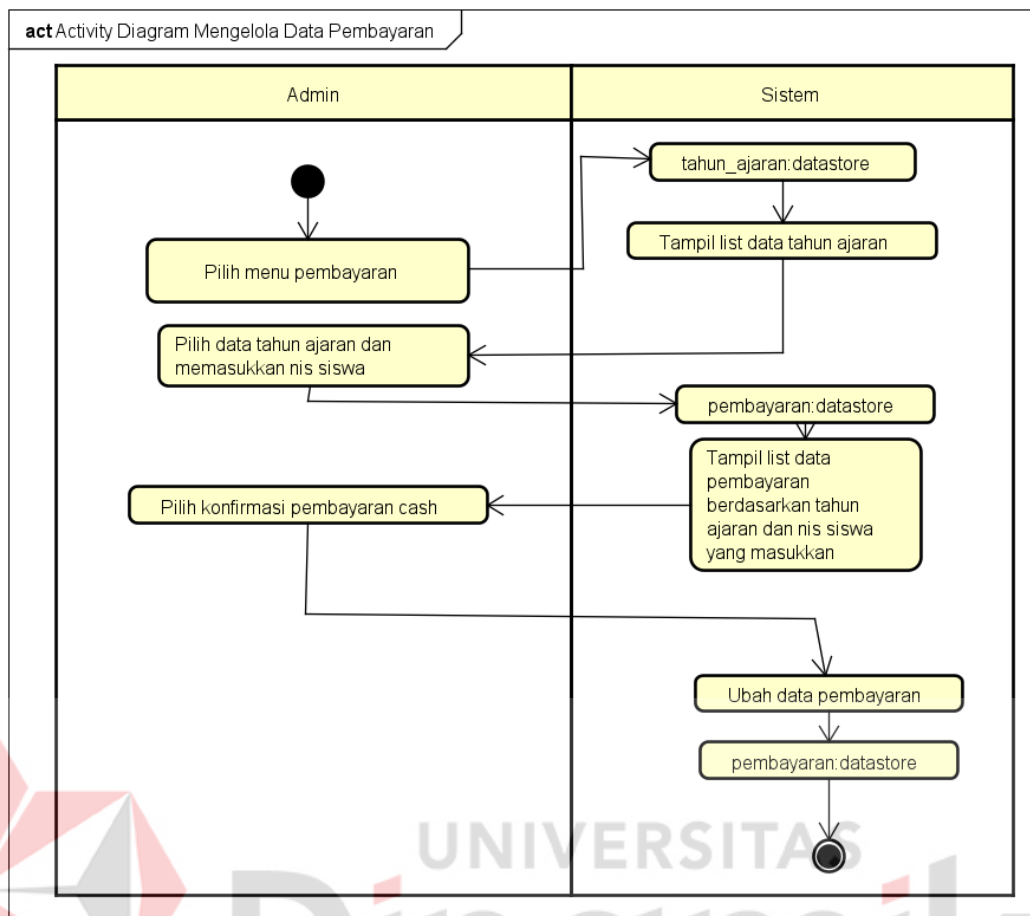 act Activity Diagram Mengelola Data Pembayaran
Admin
Sistem
tahun_ajaran:datastore
Tampil list data tahun ajaran
Pilih menu pembayaran
Pilih data tahun ajaran dan
memasukkan nis siswa
pembayaran:datastore
Tampil list data
pembayaran
berdasarkan tahun
ajaran dan nis siswa
yang masukkan
Pilih konfirmasi pembayaran cash
Ubah data pembayaran
pembayaran:datastore
UNIVERSITAS